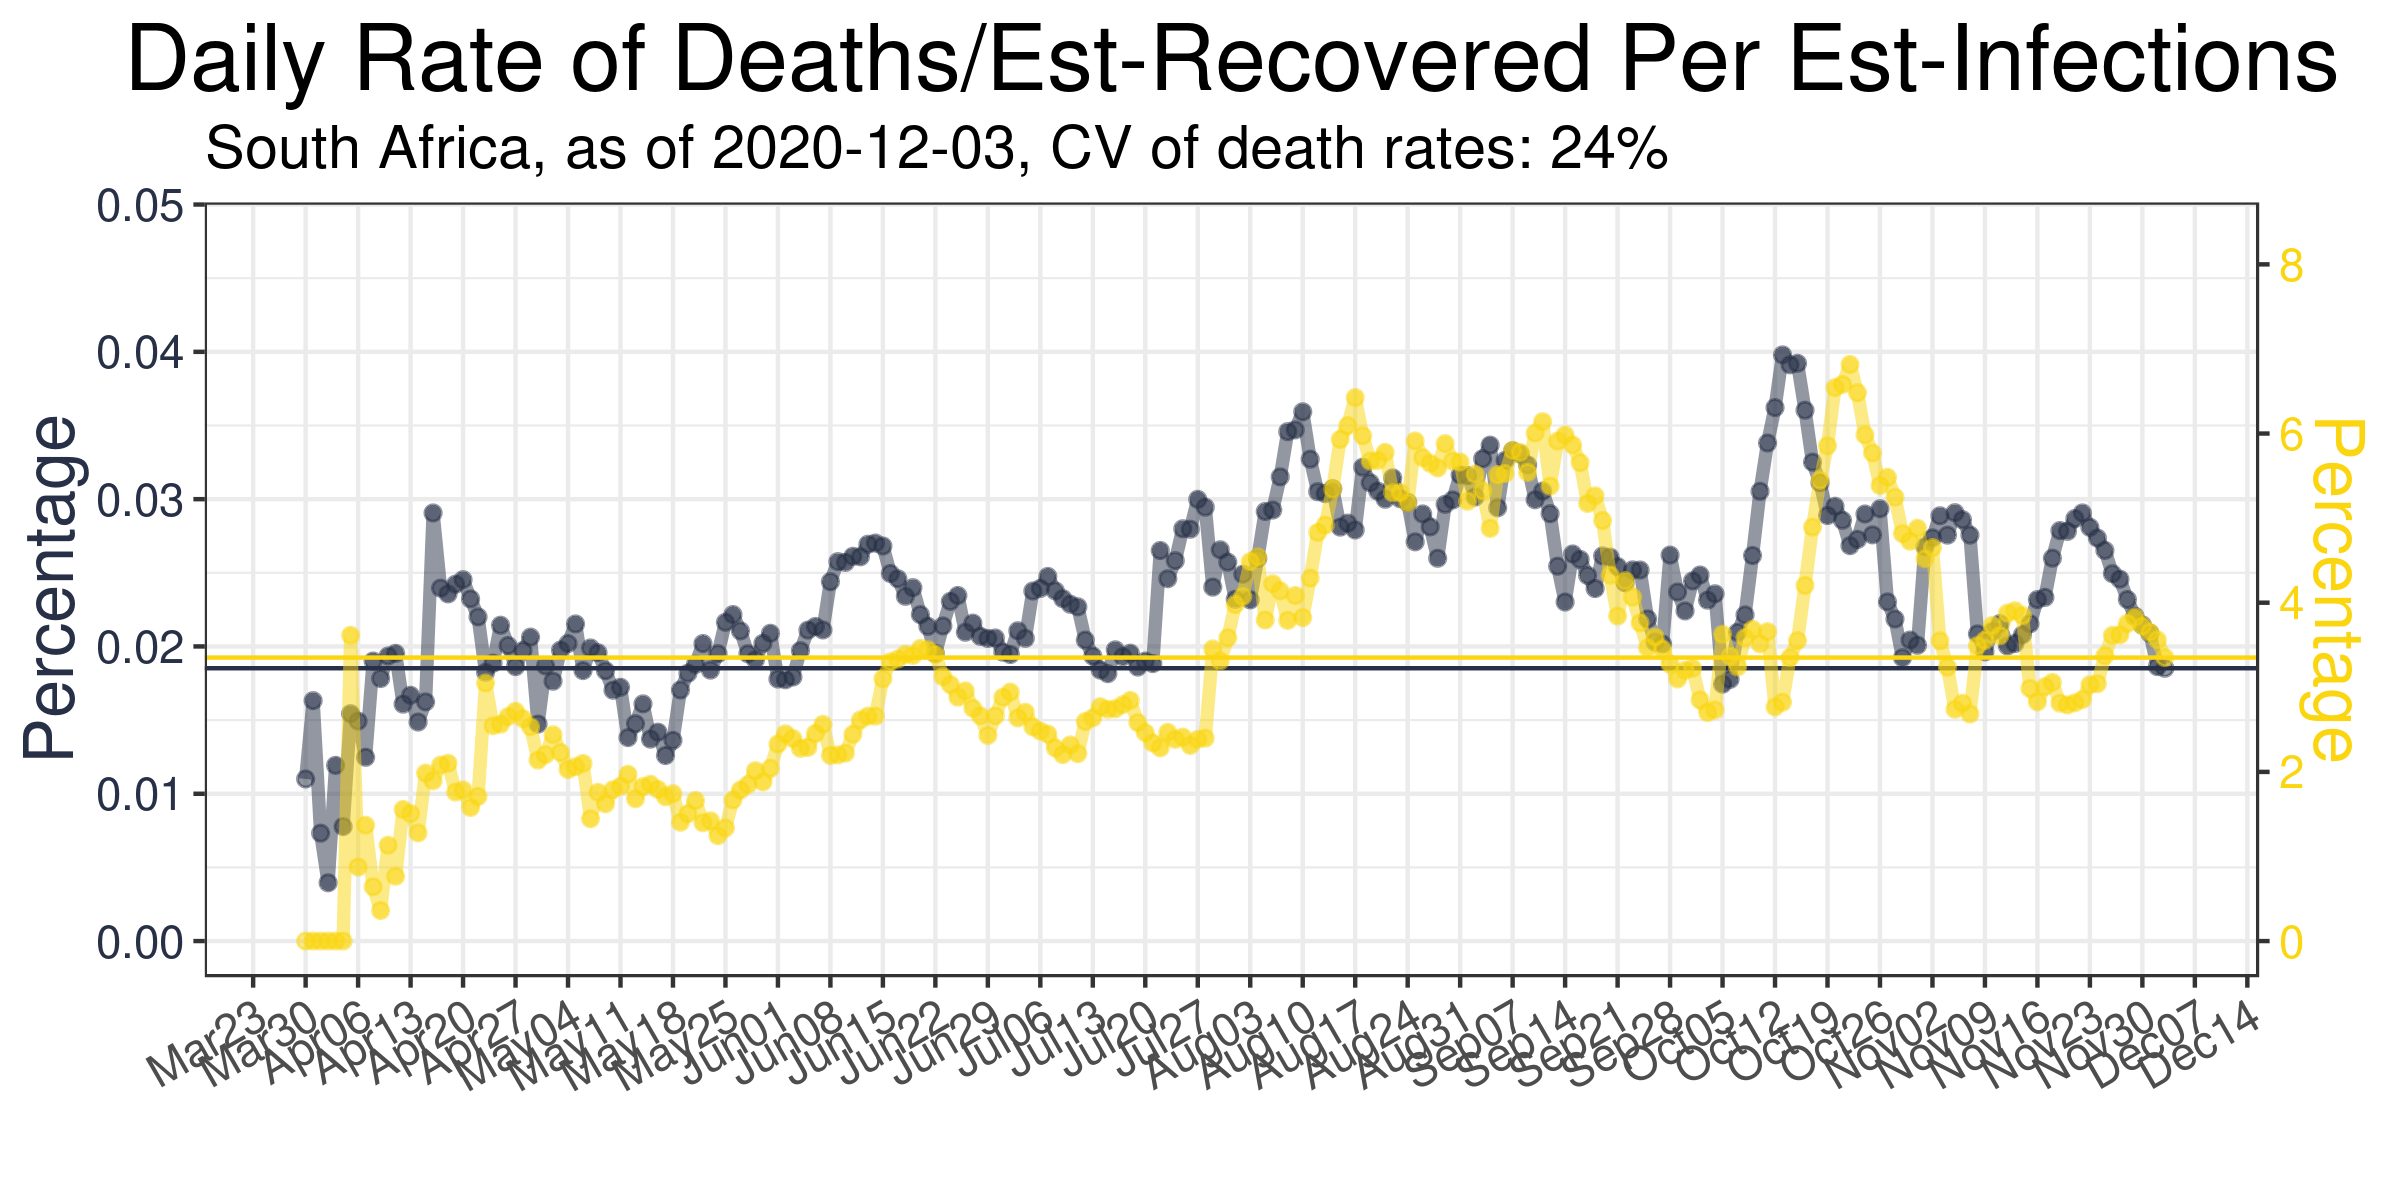 Daily Rate of Deaths/Est-Recovered Per Est-Infections
South Africa, as of 2020-12-03, CV of death rates: 24%
Percentage
0.05
0.04
0.03
0.02
0.01
0.00
8
6
4
2
0
Percentage
Mar23
Mar30
Apr06
Apr13
Apr20
Apr27
May04
May11
May18
May25
Jun01
Jun08
Jun15
Jun22
Jun29
Jul06
Jul13
Jul20
Jul27
Aug03
Aug10
Aug17
Aug24
Aug31
Sep07
Sep14
Sep21
Sep28
Oct05
Oct12
Oct19
Oct26
Nov02
Nov09
Nov16
Nov23
Nov30
Dec07
Dec14